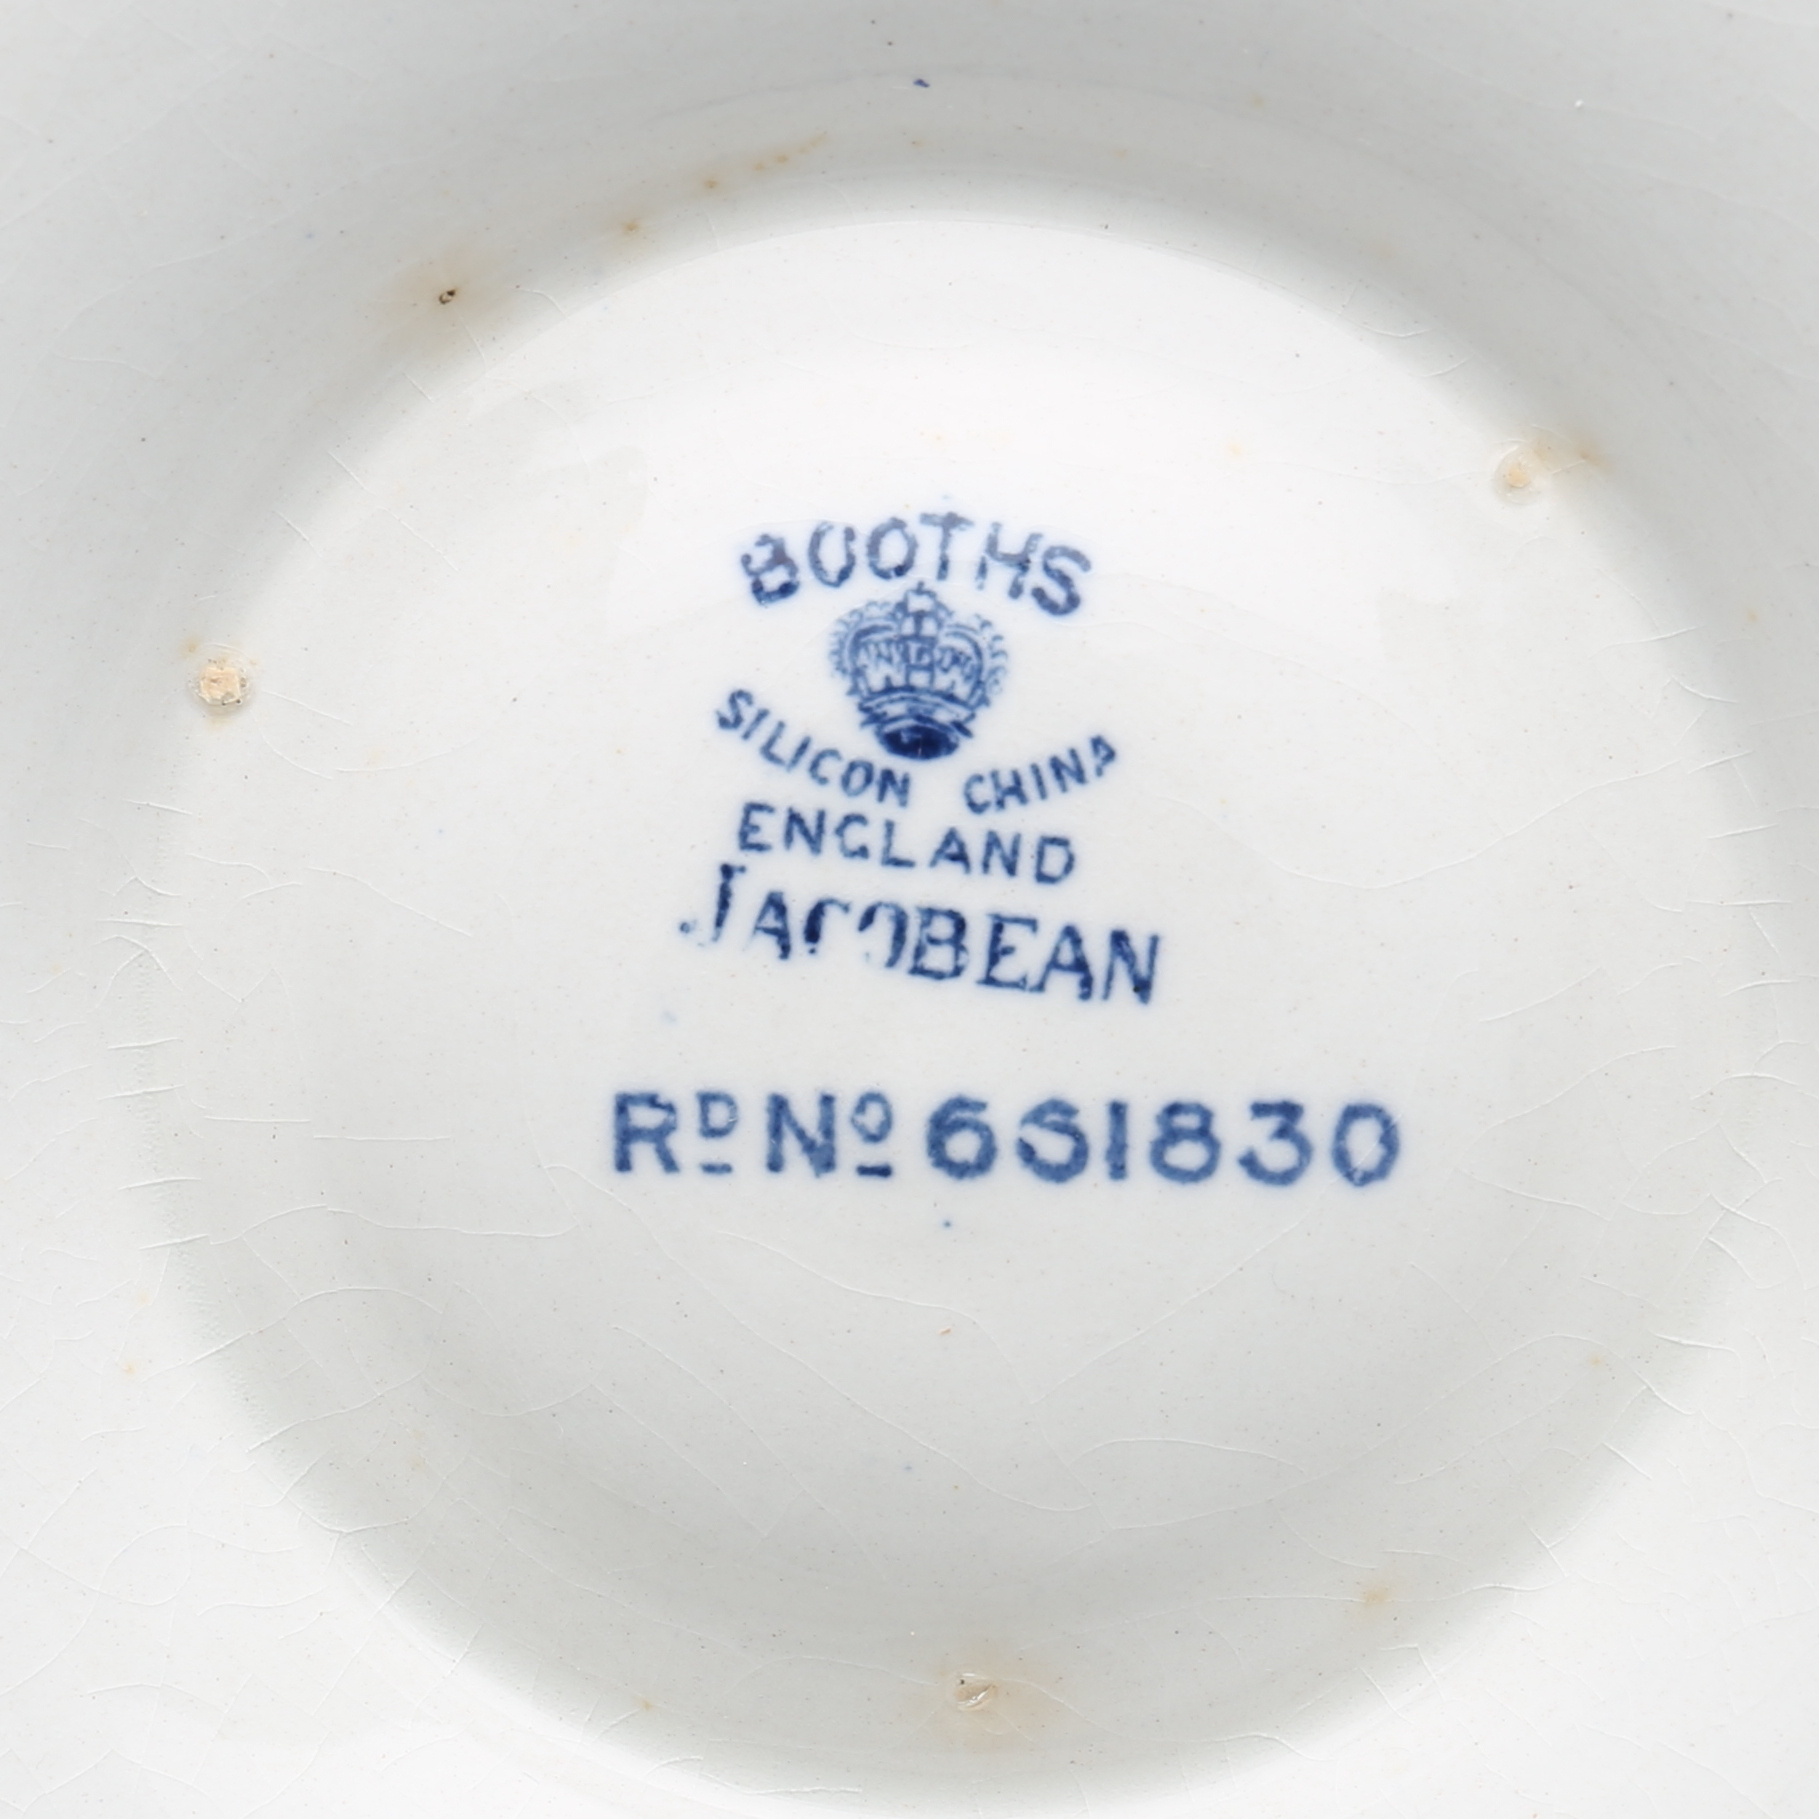 BOOTHS
SILICON CHINA
ENGLAND
JACOBEAN
RD NO 661830